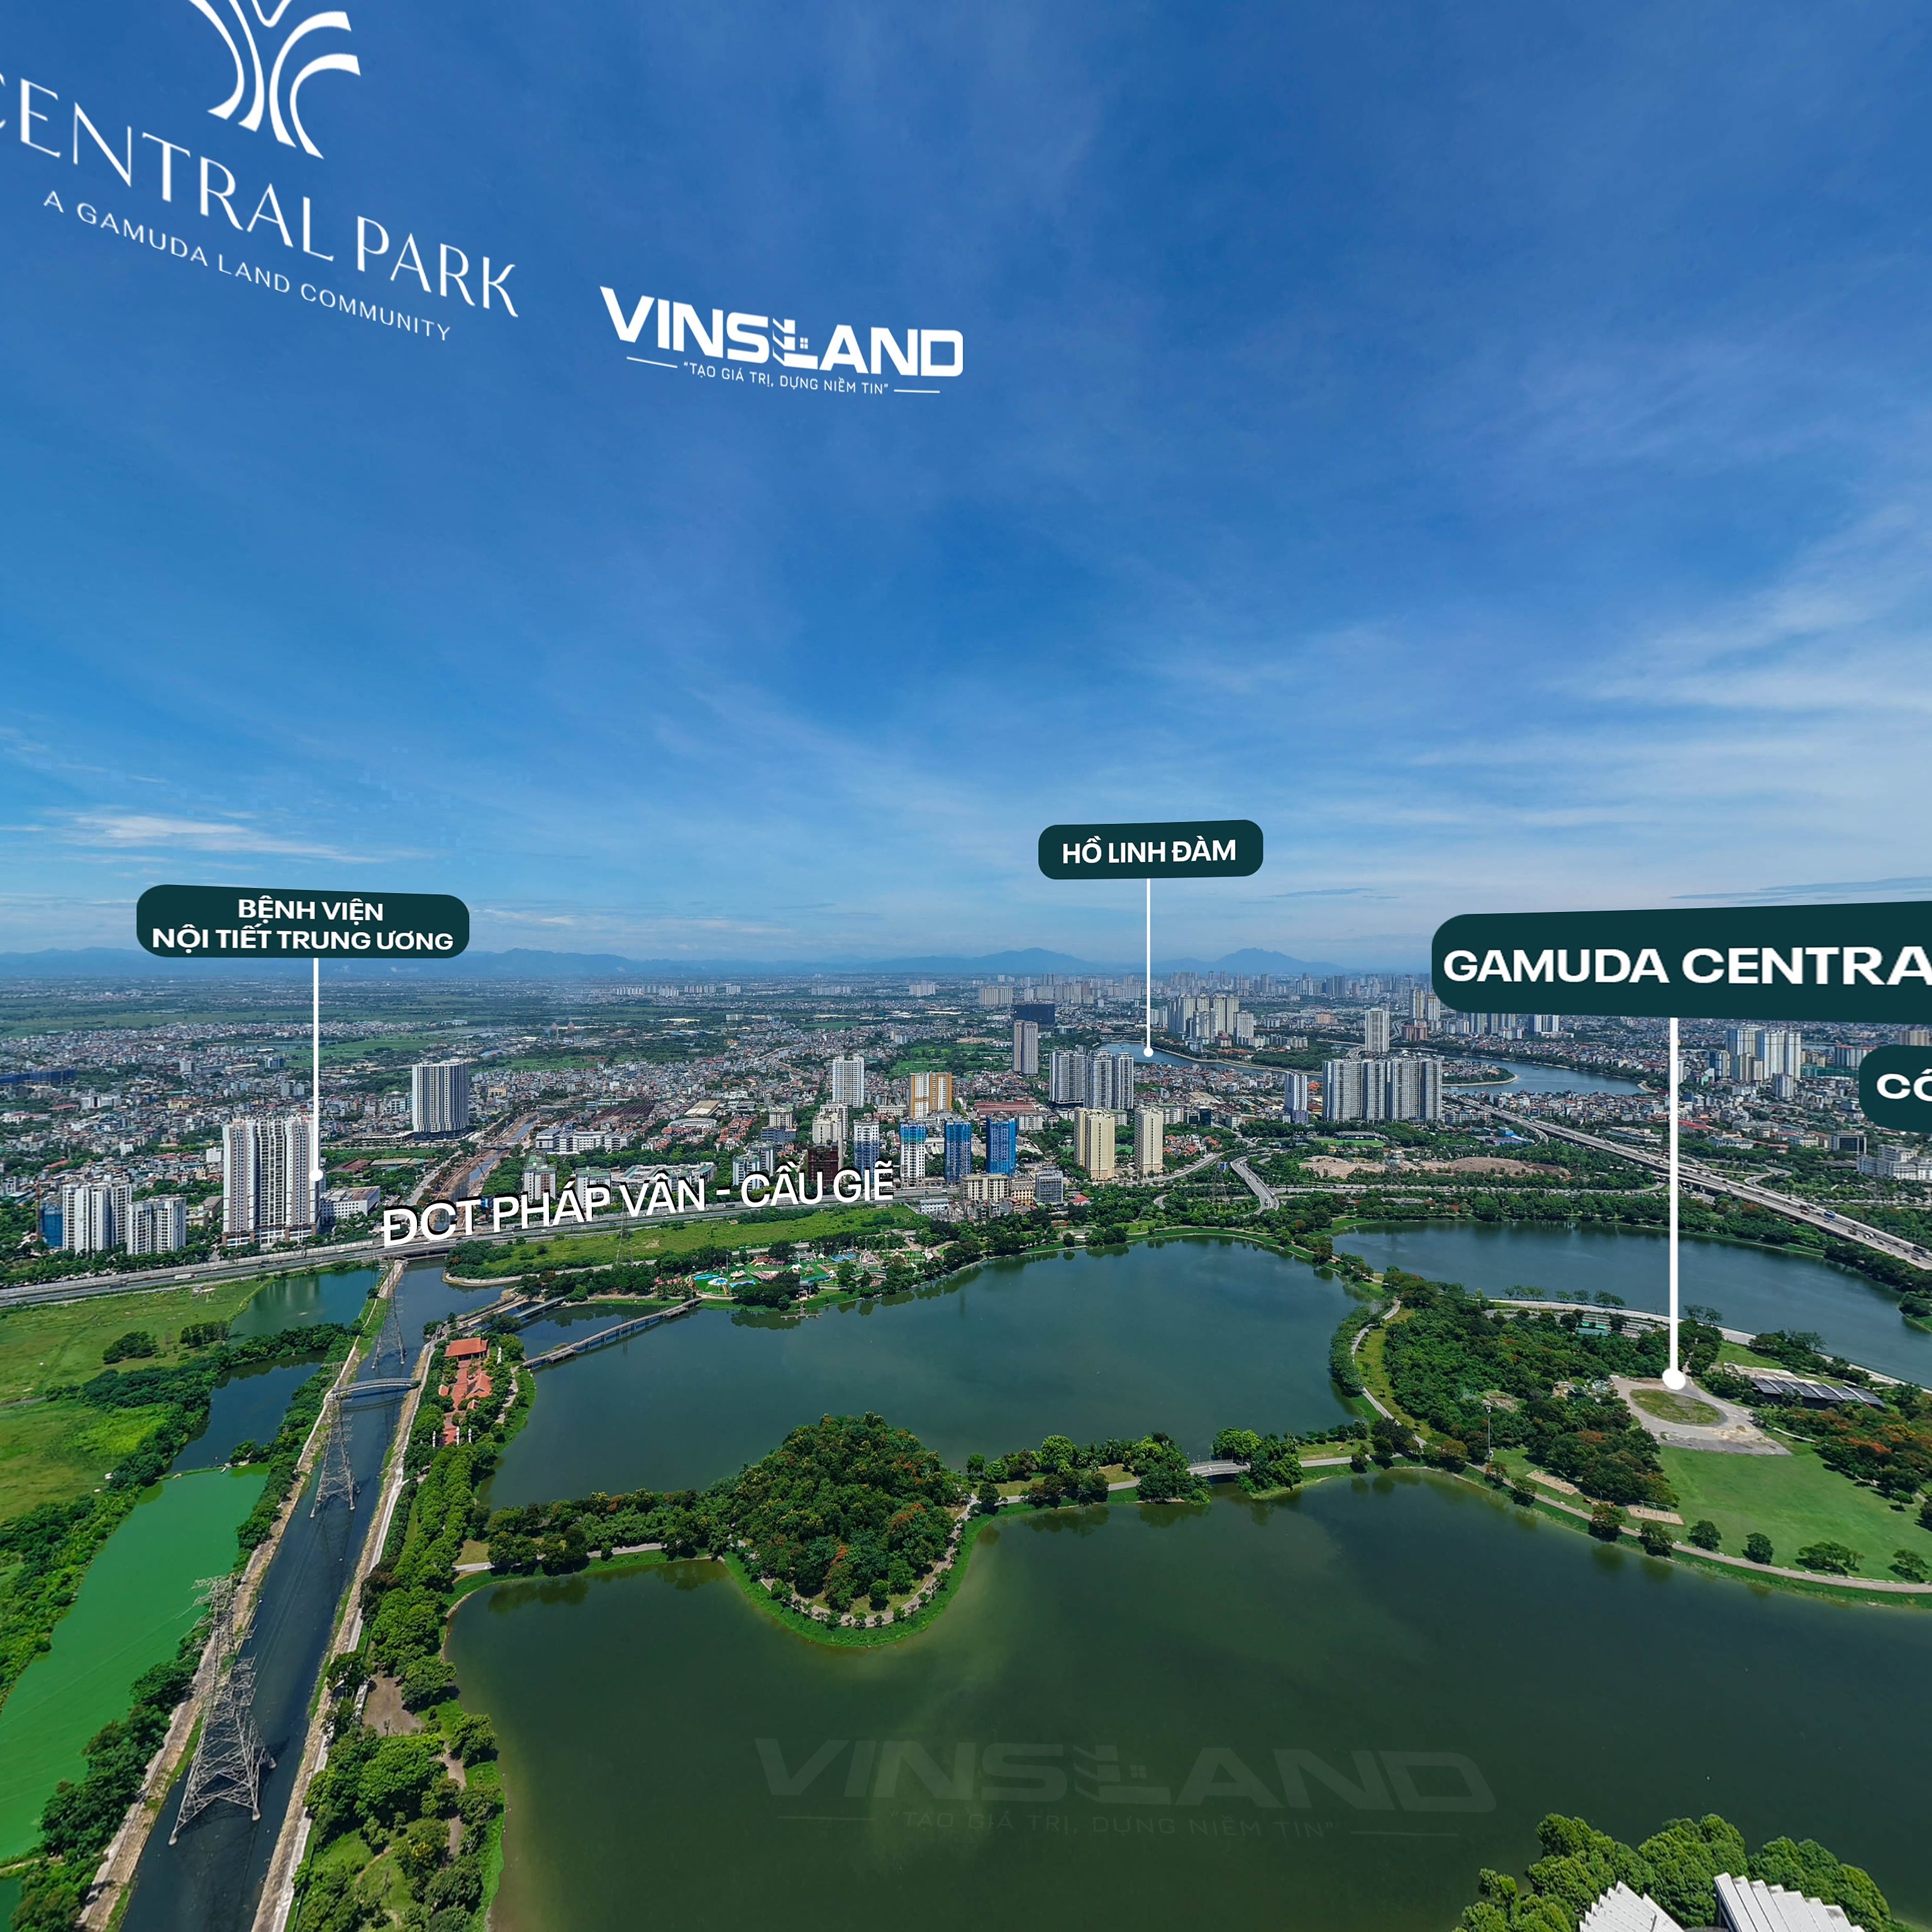 CENTRAL PARK
A GAMUDA LAND COMMUNITY
VINSLAND
"TẠO GIÁ TRỊ, DỰNG NIỀM TIN"
HỒ LINH ĐÀM
BỆNH VIỆN
NỘI TIẾT TRUNG ƯƠNG
GAMUDA
ĐCT PHÁP VÂN - CẦU GIẼ
VINSLAND
"TẠO GIÁ TRỊ, DỰNG NIỀM TIN"